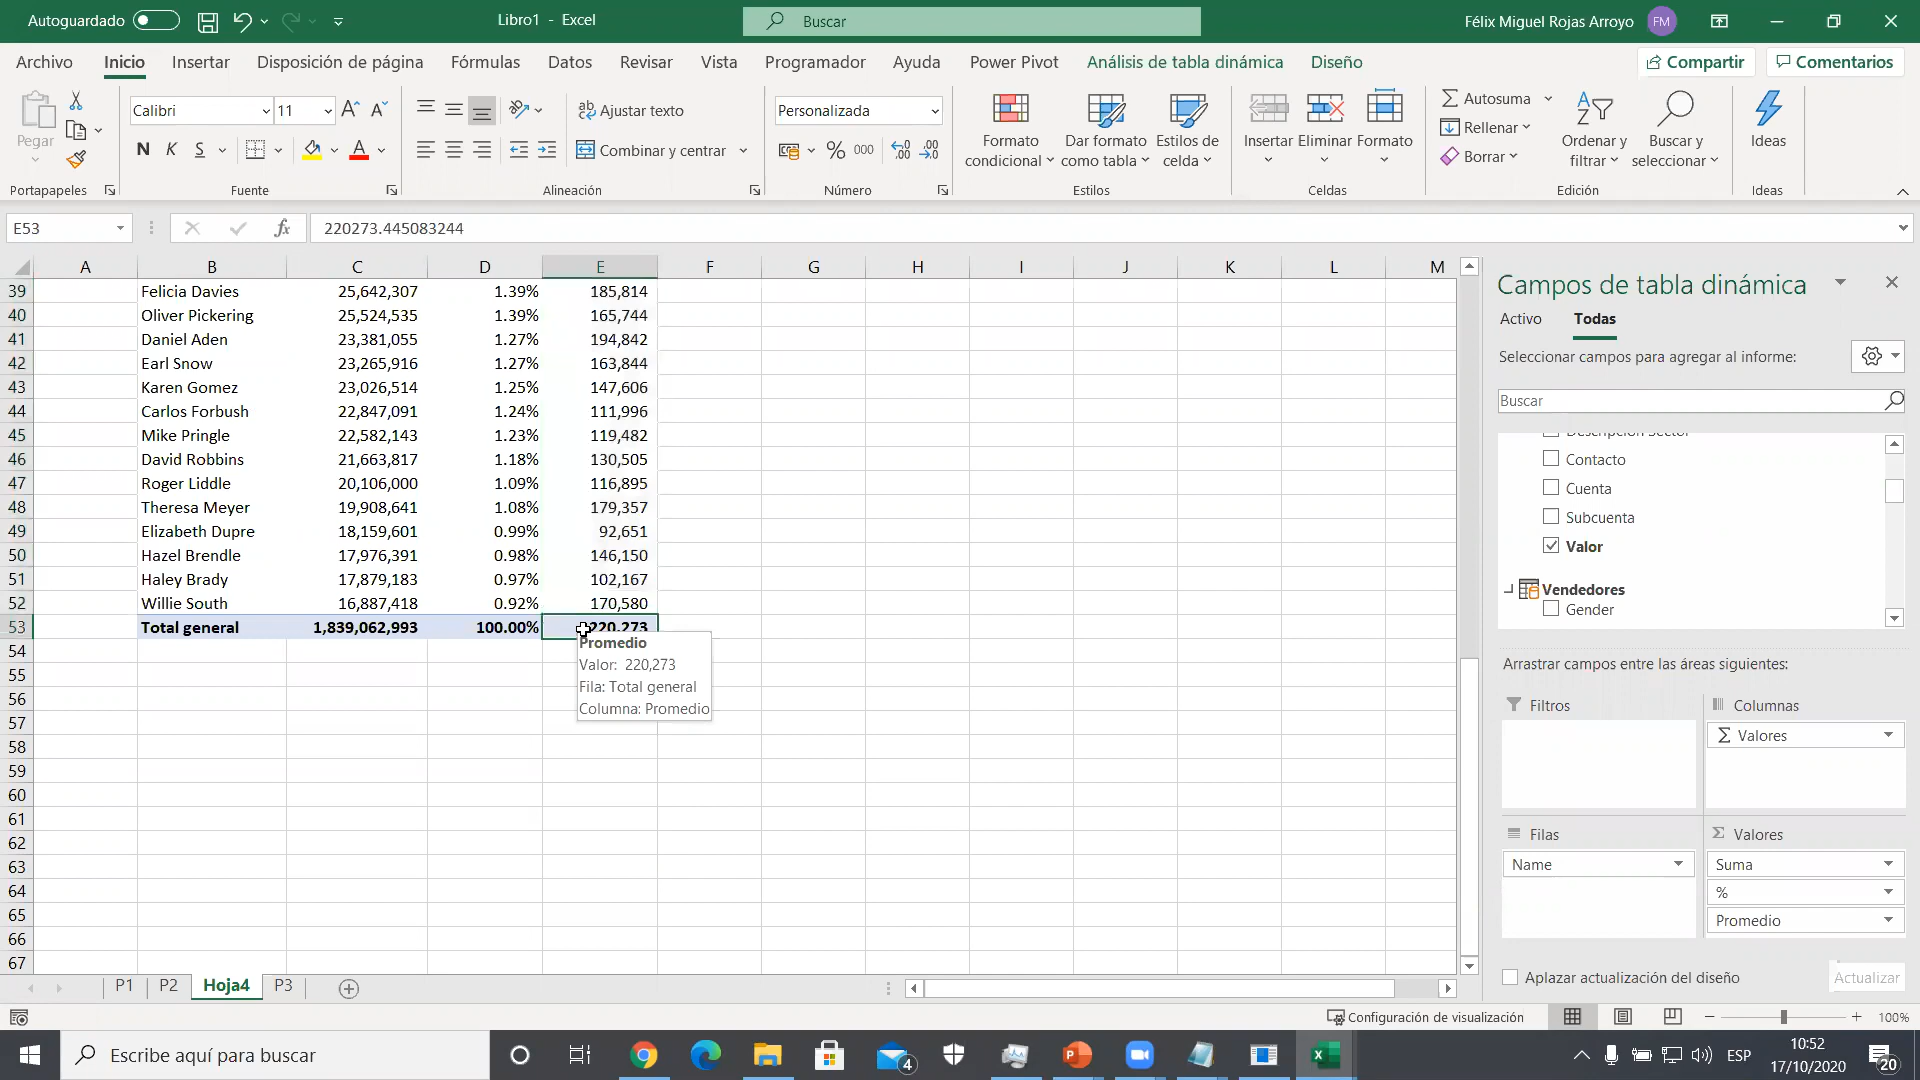 Autoguardado
Libro1 - Excel
Buscar
Félix Miguel Rojas Arroyo FM
Archivo Inicio Insertar Disposición de página Fórmulas Datos Revisar Vista Programador Ayuda Power Pivot Análisis de tabla dinámica Diseño Compartir Comentarios
Pegar
Portapapeles
Calibri 11
N K S
Fuente
Ajustar texto
Combinar y centrar
Alineación
Personalizada
% 000
Número
Formato condicional
Dar formato como tabla
Estilos de celda
Estilos
Insertar Eliminar Formato
Celdas
Autosuma
Rellenar
Borrar
Ordenar y filtrar
Buscar y seleccionar
Edición
Ideas
Ideas
E53 fx 220273.445083244
A B C D E F G H I J K L M
39 Felicia Davies 25,642,307 1.39% 185,814
40 Oliver Pickering 25,524,535 1.39% 165,744
41 Daniel Aden 23,381,055 1.27% 194,842
42 Earl Snow 23,265,916 1.27% 163,844
43 Karen Gomez 23,026,514 1.25% 147,606
44 Carlos Forbush 22,847,091 1.24% 111,996
45 Mike Pringle 22,582,143 1.23% 119,482
46 David Robbins 21,663,817 1.18% 130,505
47 Roger Liddle 20,106,000 1.09% 116,895
48 Theresa Meyer 19,908,641 1.08% 179,357
49 Elizabeth Dupre 18,159,601 0.99% 92,651
50 Hazel Brendle 17,976,391 0.98% 146,150
51 Haley Brady 17,879,183 0.97% 102,167
52 Willie South 16,887,418 0.92% 170,580
53 Total general 1,839,062,993 100.00% 220,273
54
55
56
57
58
59
60
61
62
63
64
65
66
67
Promedio
Valor: 220,273
Fila: Total general
Columna: Promedio
Campos de tabla dinámica
Activo Todas
Seleccionar campos para agregar al informe:
Buscar
Descripción Sector
Contacto
Cuenta
Subcuenta
Valor
Vendedores
Gender
Arrastrar campos entre las áreas siguientes:
Filtros
Columnas
Σ Valores
Filas
Name
Σ Valores
Suma
%
Promedio
Aplazar actualización del diseño
Actualizar
P1 P2 Hoja4 P3
Configuración de visualización
100%
Escribe aquí para buscar
4
ESP
10:52
17/10/2020
20